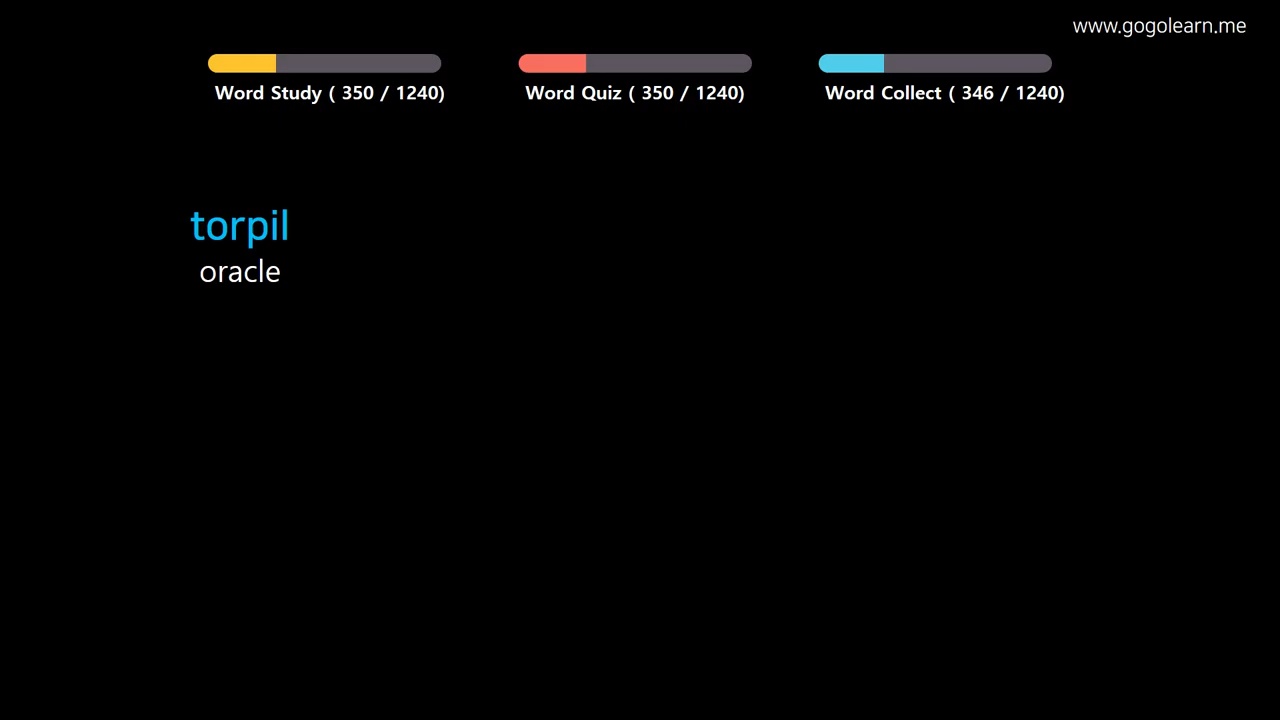 www.gogolearn.me
Word Study ( 350 / 1240)
Word Quiz ( 350 / 1240)
Word Collect ( 346 / 1240)
torpil
oracle